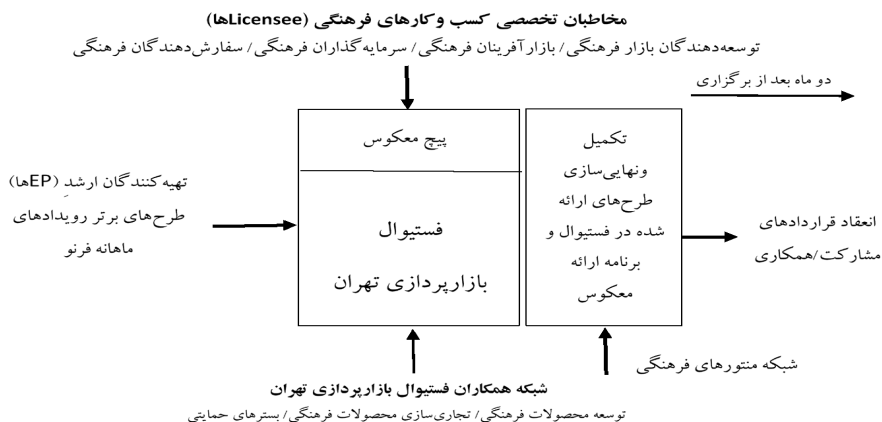 مخاطبان تخصصی کسب وکارهای فرهنگی (Licenseeها)
توسعه‌دهندگان بازار فرهنگی/ بازارآفرینان فرهنگی/ سرمایه‌گذاران فرهنگی/ سفارش‌دهندگان فرهنگی
دو ماه بعد از برگزاری
پیچ معکوس
فستیوال
بازارپردازی تهران
تکمیل
ونهایی‌سازی
طرح‌های ارائه
شده در فستیوال و
برنامه ارائه
معکوس
تهیه‌کنندگان ارشدِ (EPها)
طرح‌های برتر رویدادهای
ماهانه فرنو
انعقاد قراردادهای
مشارکت/همکاری
شبکه منتورهای فرهنگی
شبکه همکاران فستیوال بازارپردازی تهران
توسعه محصولات فرهنگی/ تجاری‌سازی محصولات فرهنگی/ بسترهای حمایتی